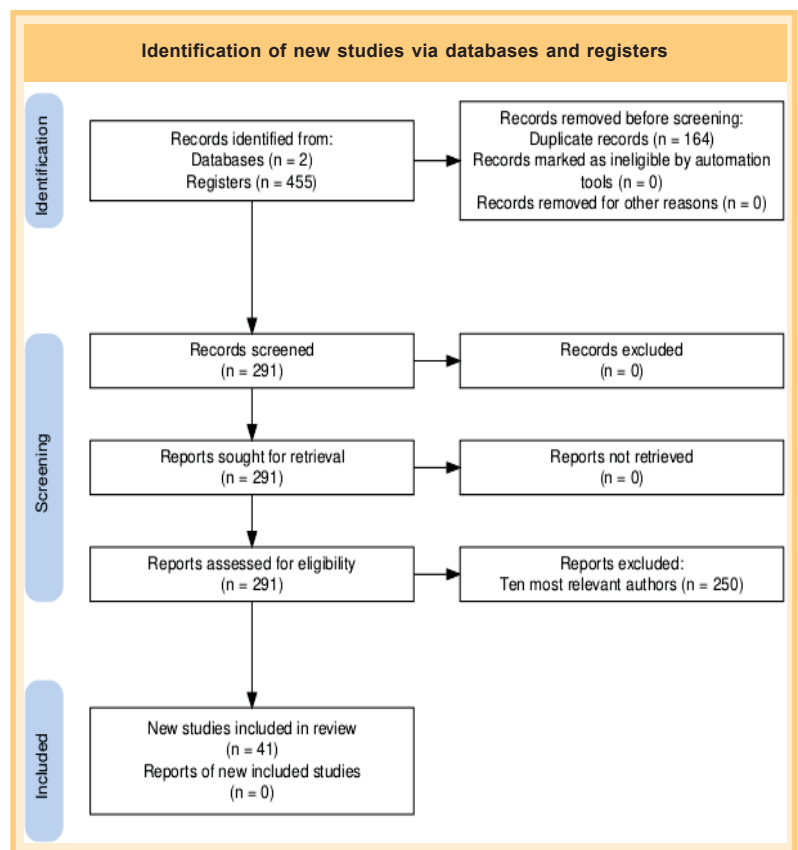 Identification of new studies via databases and registers
Identification
Records identified from:
Databases (n = 2)
Registers (n = 455)
Records removed before screening:
Duplicate records (n = 164)
Records marked as ineligible by automation
tools (n = 0)
Records removed for other reasons (n = 0)
Screening
Records screened
(n = 291)
Records excluded
(n = 0)
Reports sought for retrieval
(n = 291)
Reports not retrieved
(n = 0)
Reports assessed for eligibility
(n = 291)
Reports excluded:
Ten most relevant authors (n = 250)
Included
New studies included in review
(n = 41)
Reports of new included studies
(n = 0)